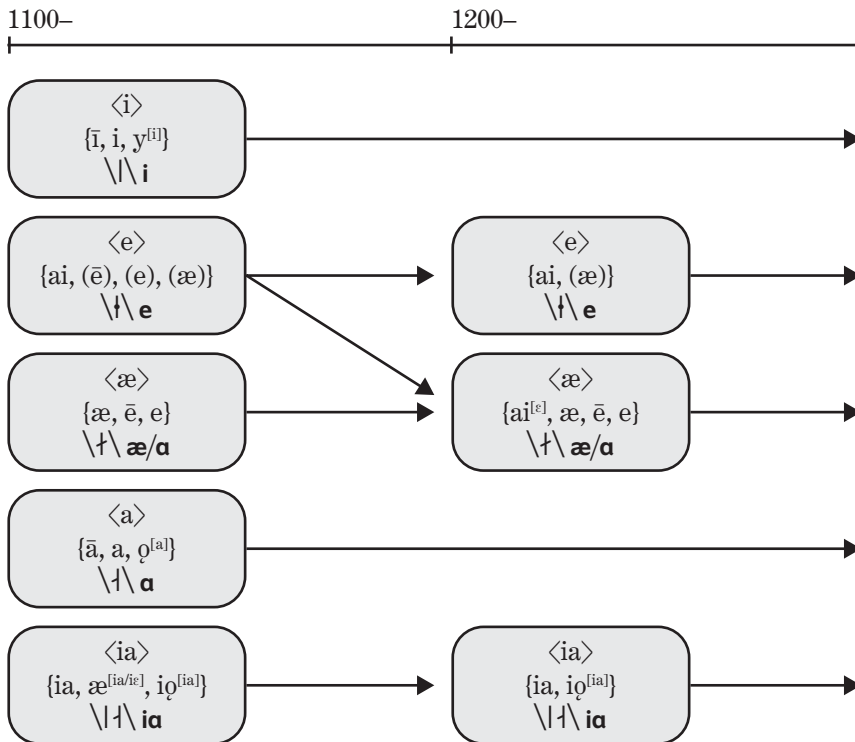 1100–
1200–
⟨i⟩
{ī, i, y[i]}
\ᛁ\ i
⟨e⟩
{ai, (ē), (e), (æ)}
\ᚽ\ e
⟨e⟩
{ai, (æ)}
\ᚽ\ e
⟨æ⟩
{æ, ē, e}
\ᛅ\ æ/a
⟨æ⟩
{ai[ɛ], æ, ē, e}
\ᛅ\ æ/a
⟨a⟩
{ā, a, ǫ[a]}
\ᛆ\ a
⟨ia⟩
{ia, æ[ia/iɛ], iǫ[ia]}
\ᛁᛆ\ ia
⟨ia⟩
{ia, iǫ[ia]}
\ᛁᛆ\ ia